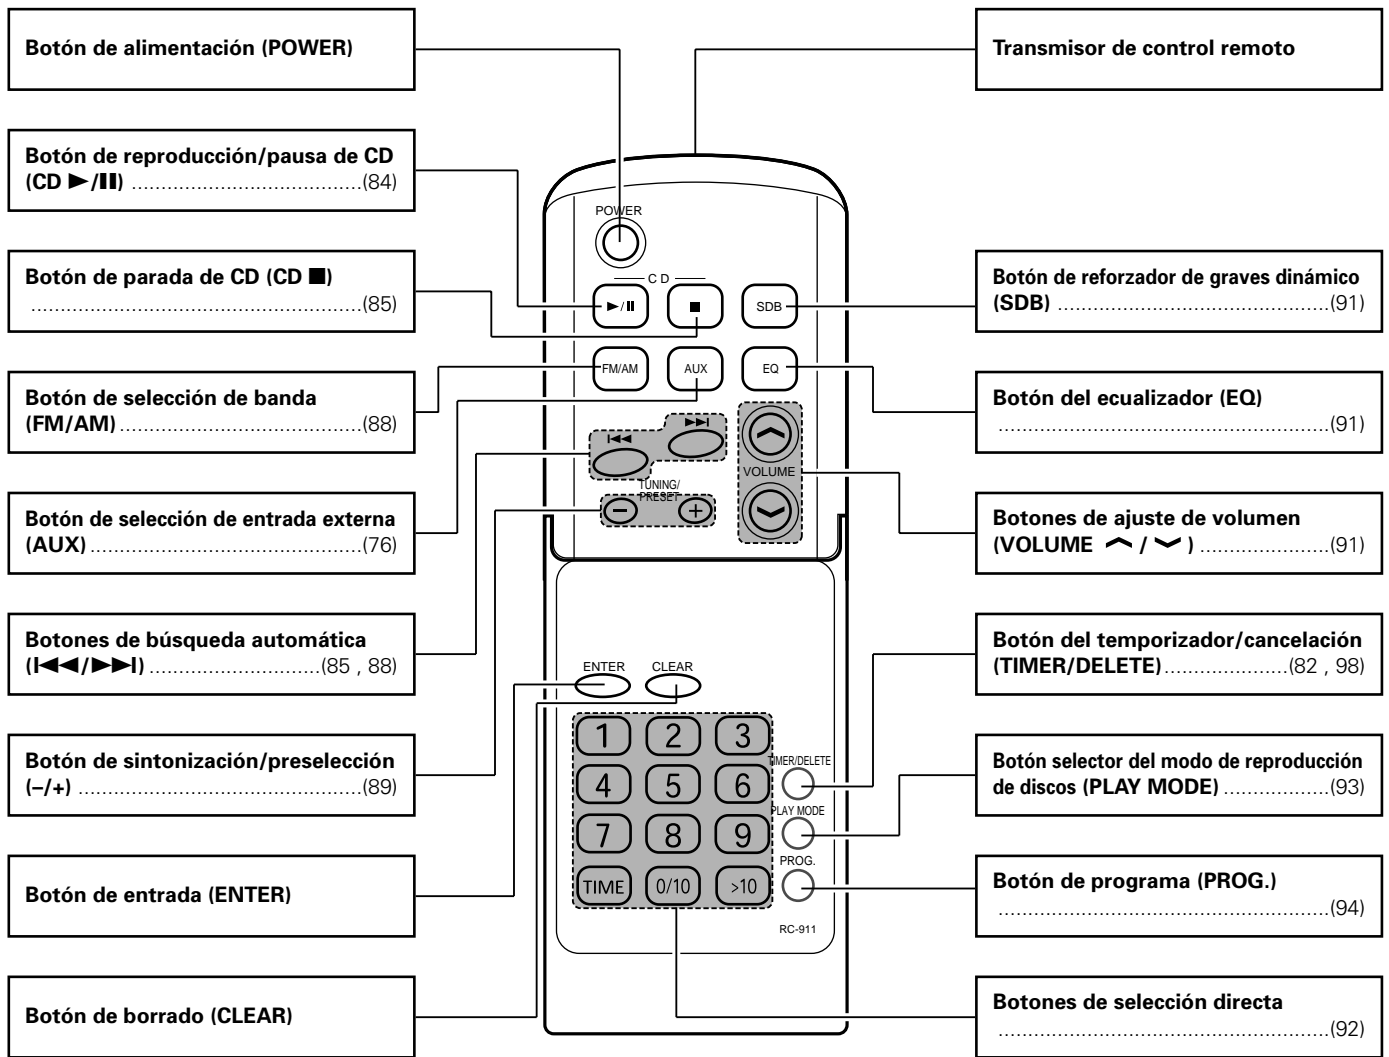 Botón de alimentación (POWER)
Botón de reproducción/pausa de CD
(CD ►/II) ......................................(84)
Botón de parada de CD (CD ■)
........................................................(85)
Botón de selección de banda
(FM/AM) .........................................(88)
Botón de selección de entrada externa
(AUX) ..............................................(76)
Botones de búsqueda automática
(I◄◄/►►I) .............................(85 , 88)
Botón de sintonización/preselección
(–/+) ................................................(89)
Botón de entrada (ENTER)
Botón de borrado (CLEAR)
POWER
CD
►/II
■
SDB
FM/AM
AUX
EQ
I◄◄
►►I
VOLUME
TUNING/
PRESET
–
+
ENTER
CLEAR
1
2
3
TIMER/DELETE
4
5
6
PLAY MODE
7
8
9
PROG.
TIME
0/10
>10
RC-911
Transmisor de control remoto
Botón de reforzador de graves dinámico
(SDB) ..............................................(91)
........................................................(91)
Botón del ecualizador (EQ)
Botones de ajuste de volumen
(VOLUME ︿ / ﹀ ) ......................(91)
Botón del temporizador/cancelación
(TIMER/DELETE) .....................(82 , 98)
Botón selector del modo de reproducción
de discos (PLAY MODE) ..................(93)
Botón de programa (PROG.)
........................................................(94)
Botones de selección directa
........................................................(92)